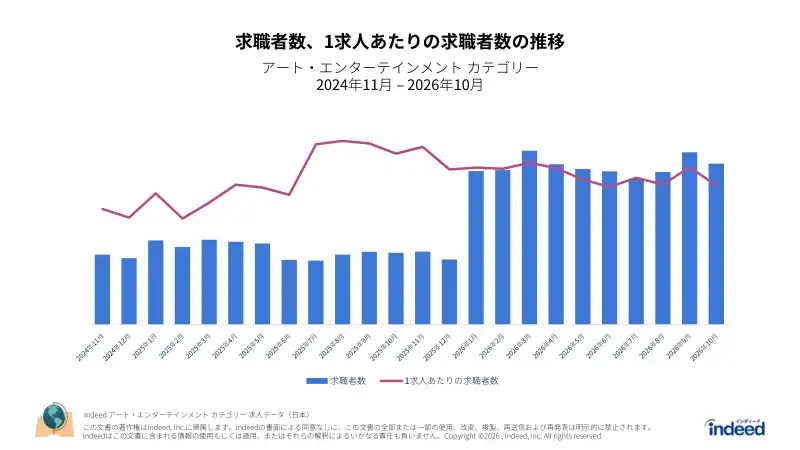 求職者数、1求人あたりの求職者数の推移
アート・エンターテインメント カテゴリー
2024年11月 – 2026年10月
2024年11月
2024年12月
2025年1月
2025年2月
2025年3月
2025年4月
2025年5月
2025年6月
2025年7月
2025年8月
2025年9月
2025年10月
2025年11月
2025年12月
2026年1月
2026年2月
2026年3月
2026年4月
2026年5月
2026年6月
2026年7月
2026年8月
2026年9月
2026年10月
求職者数
1求人あたりの求職者数
Indeed アート・エンターテインメント カテゴリー 求人データ（日本）
この文書の著作権はIndeed, Inc.に帰属します。Indeedの書面による同意なしに、この文書の全部または一部の使用、改変、複製、再送信および再発表は明示的に禁止されます。
Indeedはこの文書に含まれる情報の使用もしくは適用、またはそれらの解釈によるいかなる責任も負いません。Copyright ©2026 , Indeed, Inc. All rights reserved.
インディード
indeed